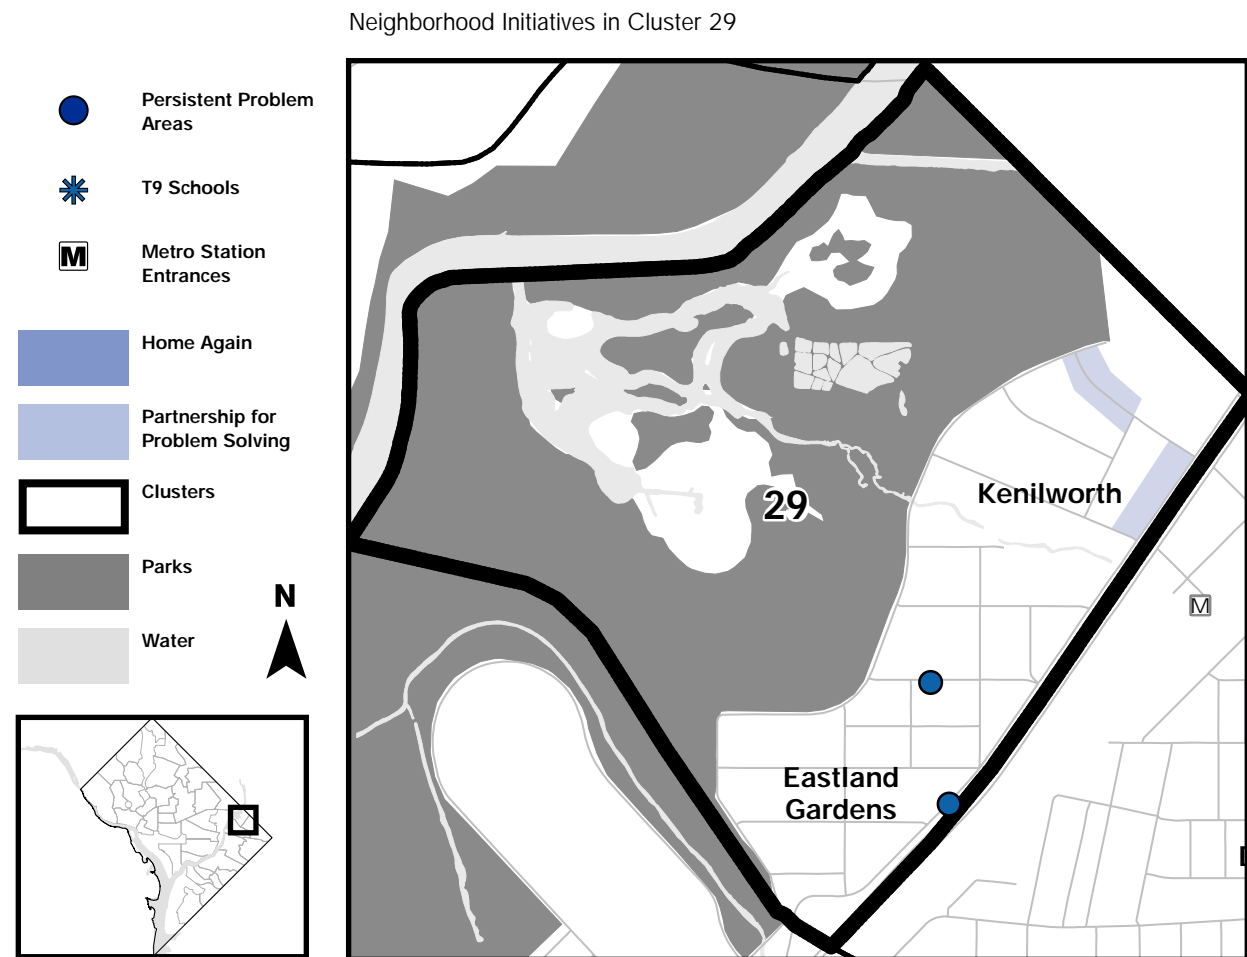 Neighborhood Initiatives in Cluster 29
Persistent Problem
Areas
T9 Schools
M
Metro Station
Entrances
Home Again
Partnership for
Problem Solving
Clusters
Parks
N
Water
29
Kenilworth
M
Eastland
Gardens